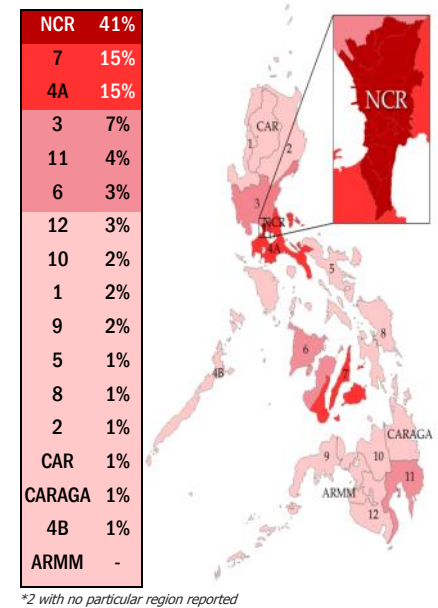 NCR 41%
7 15%
4A 15%
3 7%
11 4%
6 3%
12 3%
10 2%
1 2%
9 2%
5 1%
8 1%
2 1%
CAR 1%
CARAGA 1%
4B 1%
ARMM -
*2 with no particular region reported
NCR
CAR
1
2
3
NCR
4A
5
8
6
7
4B
CARAGA
9
10
11
ARMM
12